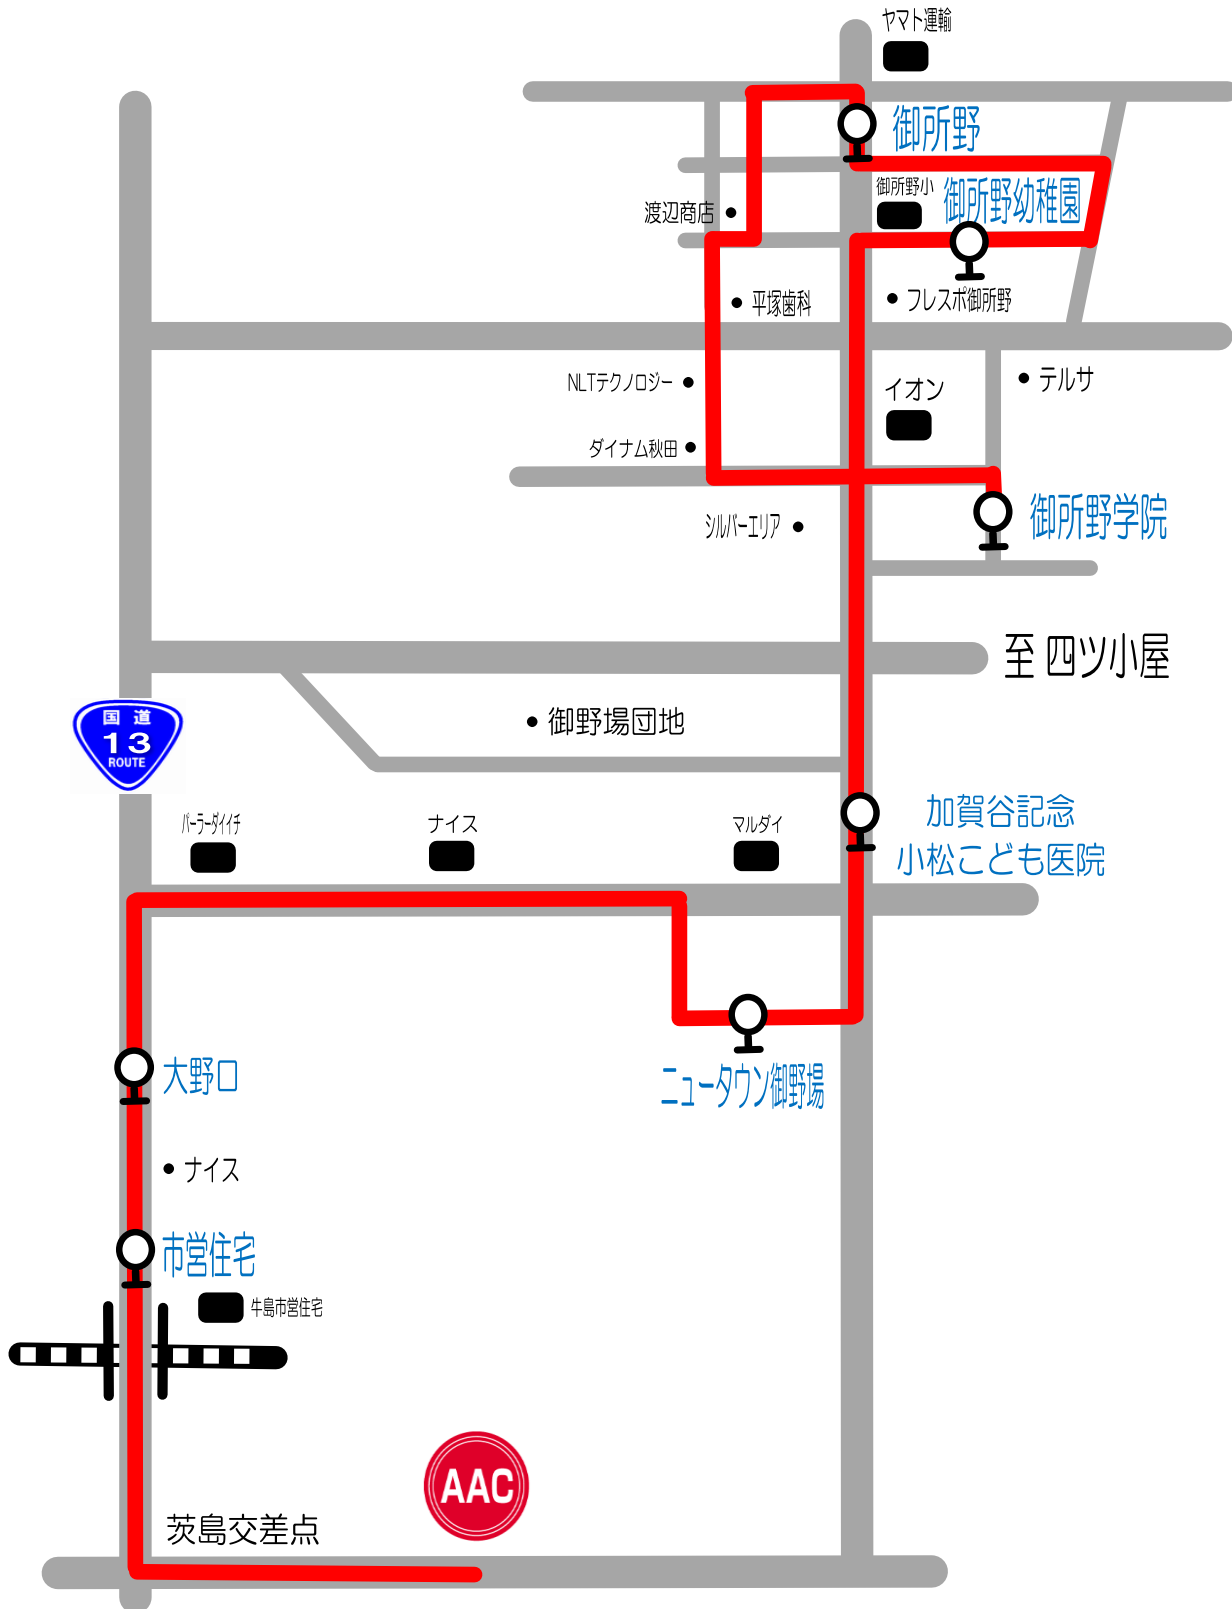 ヤマト運輸
御所野
御所野小
御所野幼稚園
渡辺商店
平塚歯科
フレスポ御所野
NLTテクノロジー
イオン
テルサ
ダイナム秋田
シルバーエリア
御所野学院
至 四ツ小屋
国道
13
ROUTE
御野場団地
パーラーダイイチ
ナイス
マルダイ
加賀谷記念
小松こども医院
大野口
ニュータウン御野場
ナイス
市営住宅
牛島市営住宅
AAC
茨島交差点